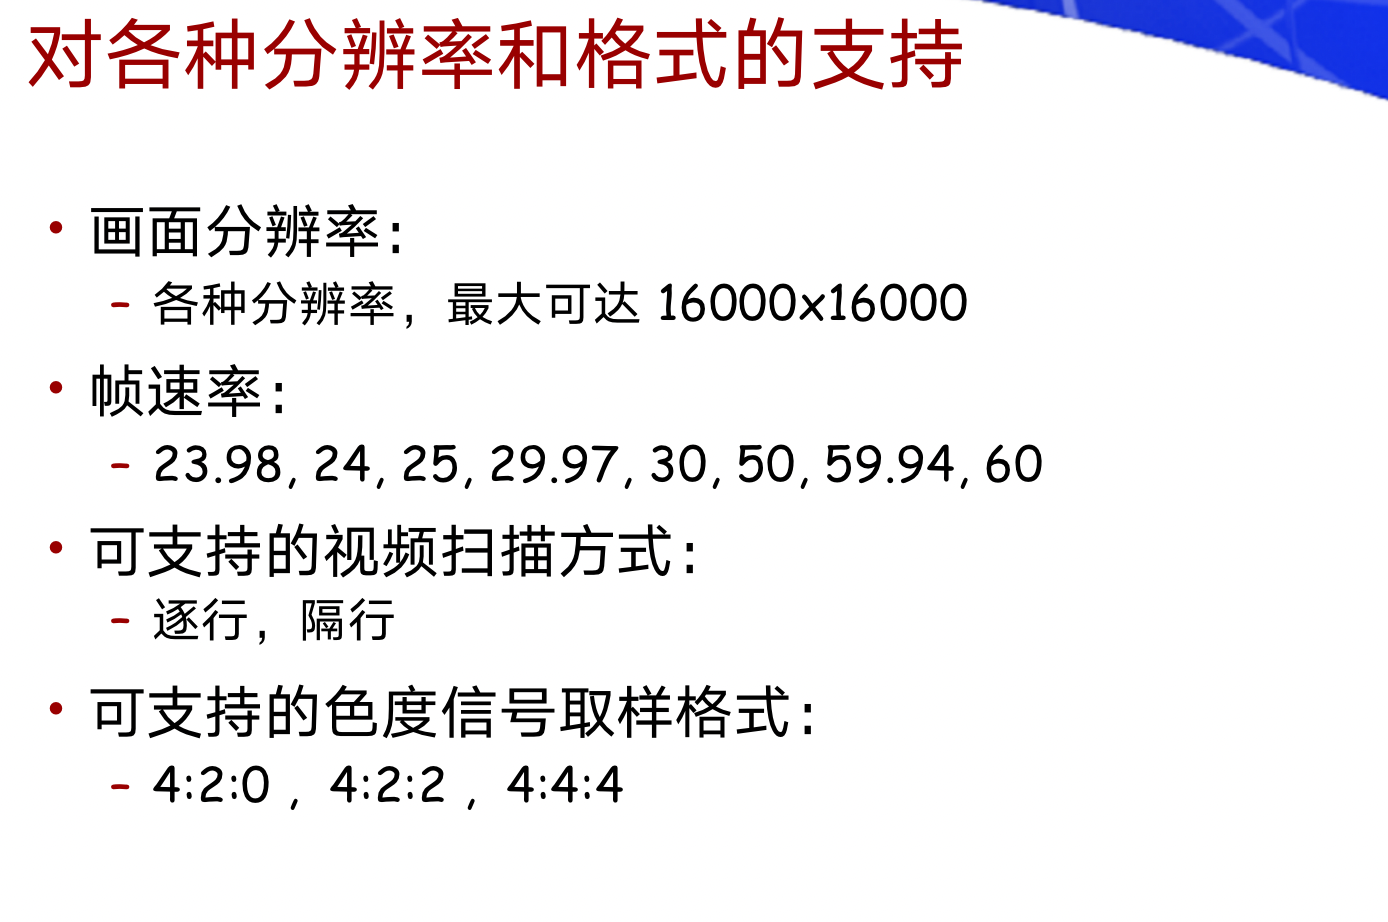 对各种分辨率和格式的支持
• 画面分辨率：
– 各种分辨率，最大可达 16000x16000
• 帧速率：
– 23.98, 24, 25, 29.97, 30, 50, 59.94, 60
• 可支持的视频扫描方式：
– 逐行，隔行
• 可支持的色度信号取样格式：
– 4:2:0 , 4:2:2 , 4:4:4